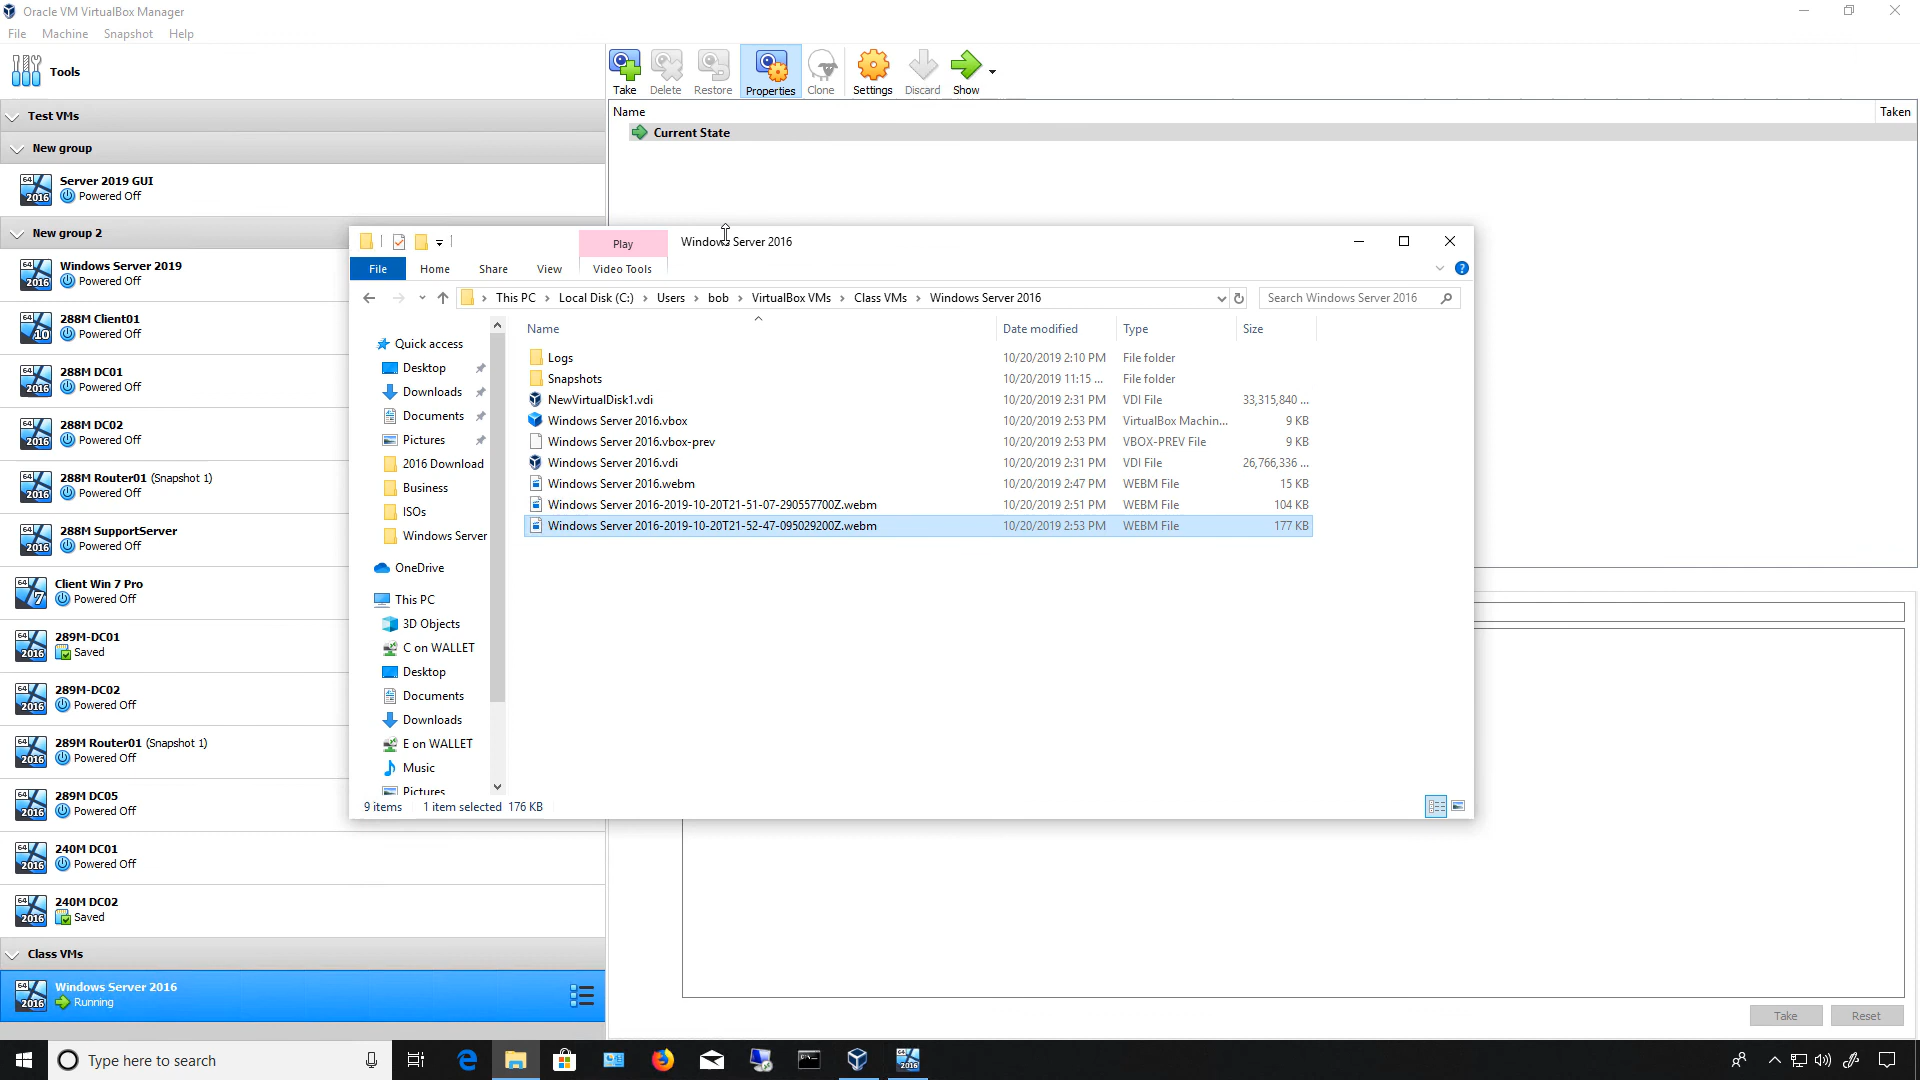 Oracle VM VirtualBox Manager
File Machine Snapshot Help
Tools
Take Delete Restore Properties Clone Settings Discard Show
Name Taken
Current State
Test VMs
New group
Server 2019 GUI
Powered Off
New group 2
Windows Server 2019
Powered Off
288M Client01
Powered Off
288M DC01
Powered Off
288M DC02
Powered Off
288M Router01 (Snapshot 1)
Powered Off
288M SupportServer
Powered Off
Client Win 7 Pro
Powered Off
289M-DC01
Saved
289M-DC02
Powered Off
289M Router01 (Snapshot 1)
Powered Off
289M DC05
Powered Off
240M DC01
Powered Off
240M DC02
Saved
Class VMs
Windows Server 2016
Running
Play Windows Server 2016
File Home Share View Video Tools
This PC Local Disk (C:) Users bob VirtualBox VMs Class VMs Windows Server 2016 Search Windows Server 2016
Name Date modified Type Size
Quick access
Desktop
Downloads
Documents
Pictures
2016 Download
Business
ISOs
Windows Server
OneDrive
This PC
3D Objects
C on WALLET
Desktop
Documents
Downloads
E on WALLET
Music
Pictures
Logs 10/20/2019 2:10 PM File folder
Snapshots 10/20/2019 11:15 ... File folder
NewVirtualDisk1.vdi 10/20/2019 2:31 PM VDI File 33,315,840 ...
Windows Server 2016.vbox 10/20/2019 2:53 PM VirtualBox Machin... 9 KB
Windows Server 2016.vbox-prev 10/20/2019 2:53 PM VBOX-PREV File 9 KB
Windows Server 2016.vdi 10/20/2019 2:31 PM VDI File 26,766,336 ...
Windows Server 2016.webm 10/20/2019 2:47 PM WEBM File 15 KB
Windows Server 2016-2019-10-20T21-51-07-290557700Z.webm 10/20/2019 2:51 PM WEBM File 104 KB
Windows Server 2016-2019-10-20T21-52-47-095029200Z.webm 10/20/2019 2:53 PM WEBM File 177 KB
9 items 1 item selected 176 KB
Take Reset
Type here to search